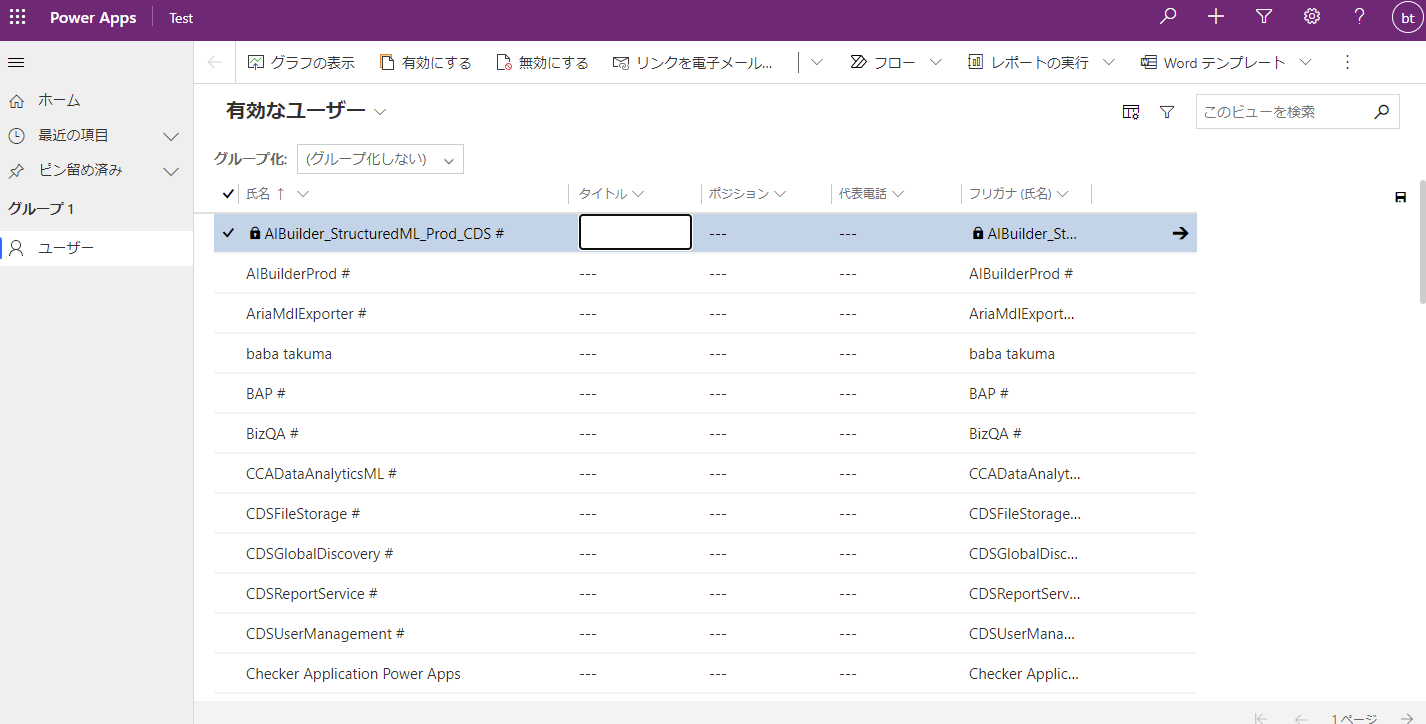 Power Apps Test bt
グラフの表示 有効にする 無効にする リンクを電子メール... フロー レポートの実行 Word テンプレート
ホーム
最近の項目
ピン留め済み
グループ 1
ユーザー
有効なユーザー このビューを検索
グループ化: (グループ化しない)
氏名 ↑ タイトル ポジション 代表電話 フリガナ (氏名)
AIBuilder_StructuredML_Prod_CDS # --- --- AIBuilder_St...
AIBuilderProd # --- --- --- AIBuilderProd #
AriaMdlExporter # --- --- --- AriaMdlExport...
baba takuma --- --- --- baba takuma
BAP # --- --- --- BAP #
BizQA # --- --- --- BizQA #
CCADataAnalyticsML # --- --- --- CCADataAnalyt...
CDSFileStorage # --- --- --- CDSFileStorage...
CDSGlobalDiscovery # --- --- --- CDSGlobalDisc...
CDSReportService # --- --- --- CDSReportServ...
CDSUserManagement # --- --- --- CDSUserMana...
Checker Application Power Apps --- --- --- Checker Applic...
1 ページ